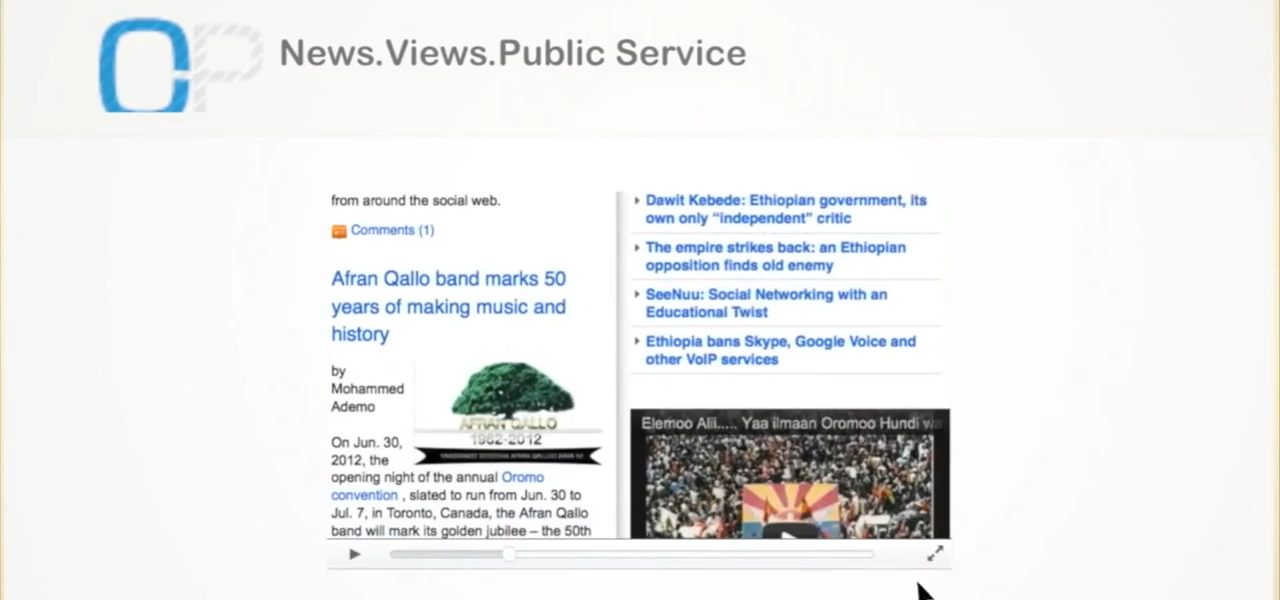 OP
News.Views.Public Service
from around the social web.
Comments (1)
Afran Qallo band marks 50
years of making music and
history
by
Mohammed
Ademo
On Jun. 30,
2012, the
opening night of the annual Oromo
convention , slated to run from Jun. 30 to
Jul. 7, in Toronto, Canada, the Afran Qallo
band will mark its golden jubilee – the 50th
AFRAN QALLO
1962-2012
Dawit Kebede: Ethiopian government, its
own only “independent” critic
The empire strikes back: an Ethiopian
opposition finds old enemy
SeeNuu: Social Networking with an
Educational Twist
Ethiopia bans Skype, Google Voice and
other VoIP services
Elemoo Alii..... Yaa ilmaan Oromoo Hundi